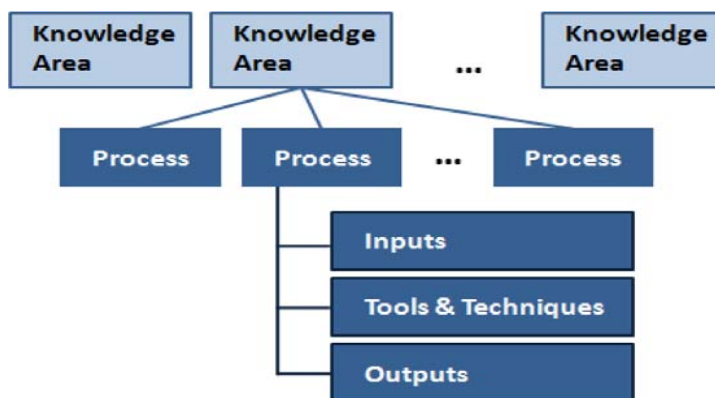 Knowledge
Area
Knowledge
Area
...
Knowledge
Area
Process
Process
...
Process
Inputs
Tools & Techniques
Outputs